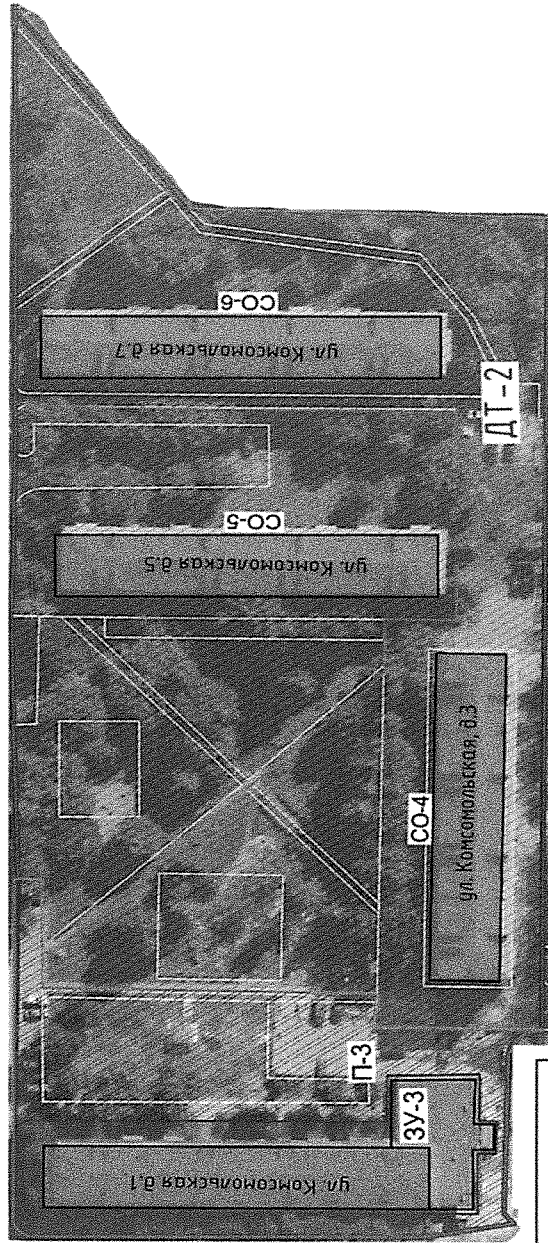 ул. Комсомольская д.7
СО-6
ДТ-2
ул. Комсомольская д.5
СО-5
СО-4
ул. Комсомольская, д.3
П-3
ЗУ-3
ул. Комсомольская д.1